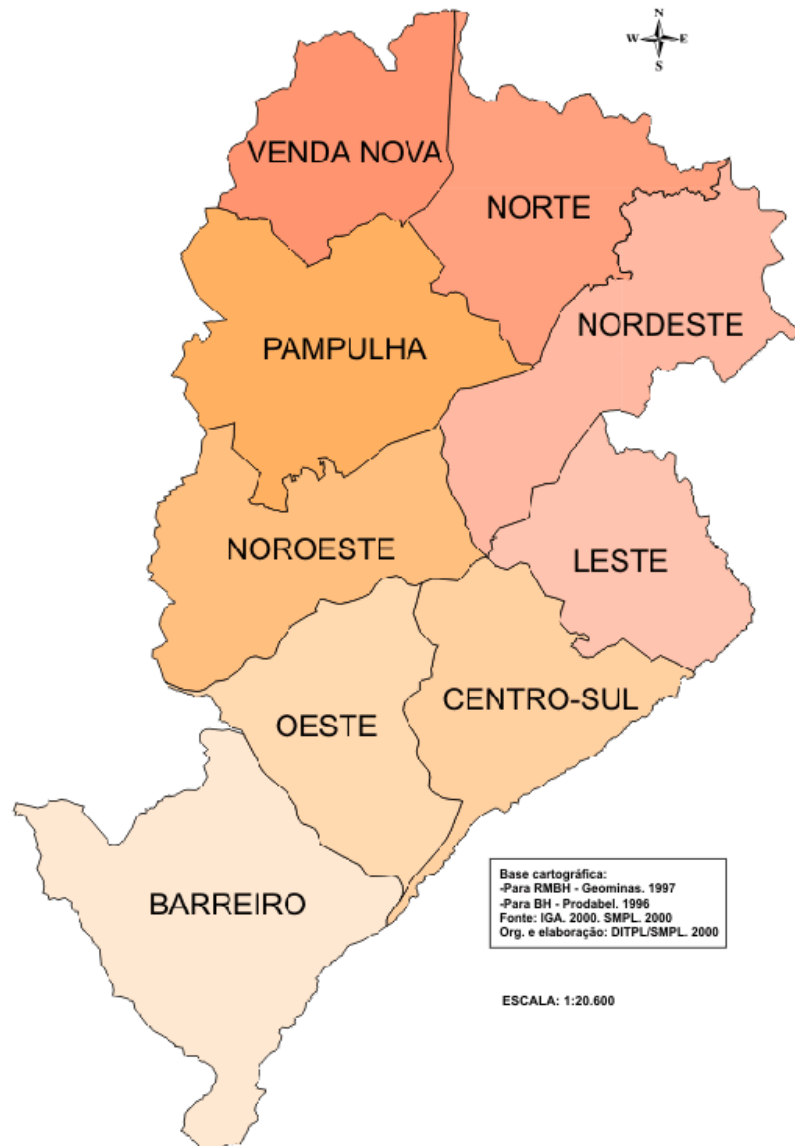 N
W E
S
VENDA NOVA
NORTE
NORDESTE
PAMPULHA
NOROESTE
LESTE
CENTRO-SUL
OESTE
BARREIRO
Base cartográfica:
-Para RMBH - Geominas. 1997
-Para BH - Prodabel. 1996
Fonte: IGA. 2000. SMPL. 2000
Org. e elaboração: DITPL/SMPL. 2000
ESCALA: 1:20.600